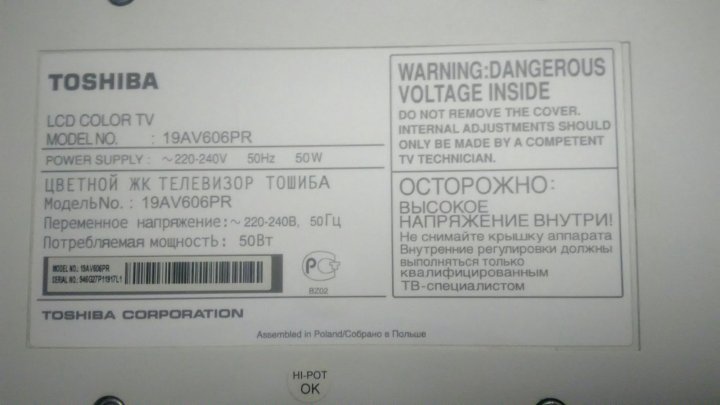 TOSHIBA
LCD COLOR TV
MODEL NO. : 19AV606PR
POWER SUPPLY : ~220-240V 50Hz 50W
ЦВЕТНОЙ ЖК ТЕЛЕВИЗОР ТОШИБА
МодельNo. : 19AV606PR
Переменное напряжение:~220-240В, 50Гц
Потребляемая мощность: 50Вт
MODEL NO.: 19AV606PR
SERIAL NO.: 946G27P11917L1
PC
BZ02
TOSHIBA CORPORATION
WARNING:DANGEROUS
VOLTAGE INSIDE
DO NOT REMOVE THE COVER.
INTERNAL ADJUSTMENTS SHOULD
ONLY BE MADE BY A COMPETENT
TV TECHNICIAN.
ОСТОРОЖНО:
ВЫСОКОЕ
НАПРЯЖЕНИЕ ВНУТРИ!
Не снимайте крышку аппарата
Внутренние регулировки должны
выполняться только
квалифицированным
ТВ-специалистом
Assembled in Poland/Собрано в Польше
HI-POT
OK